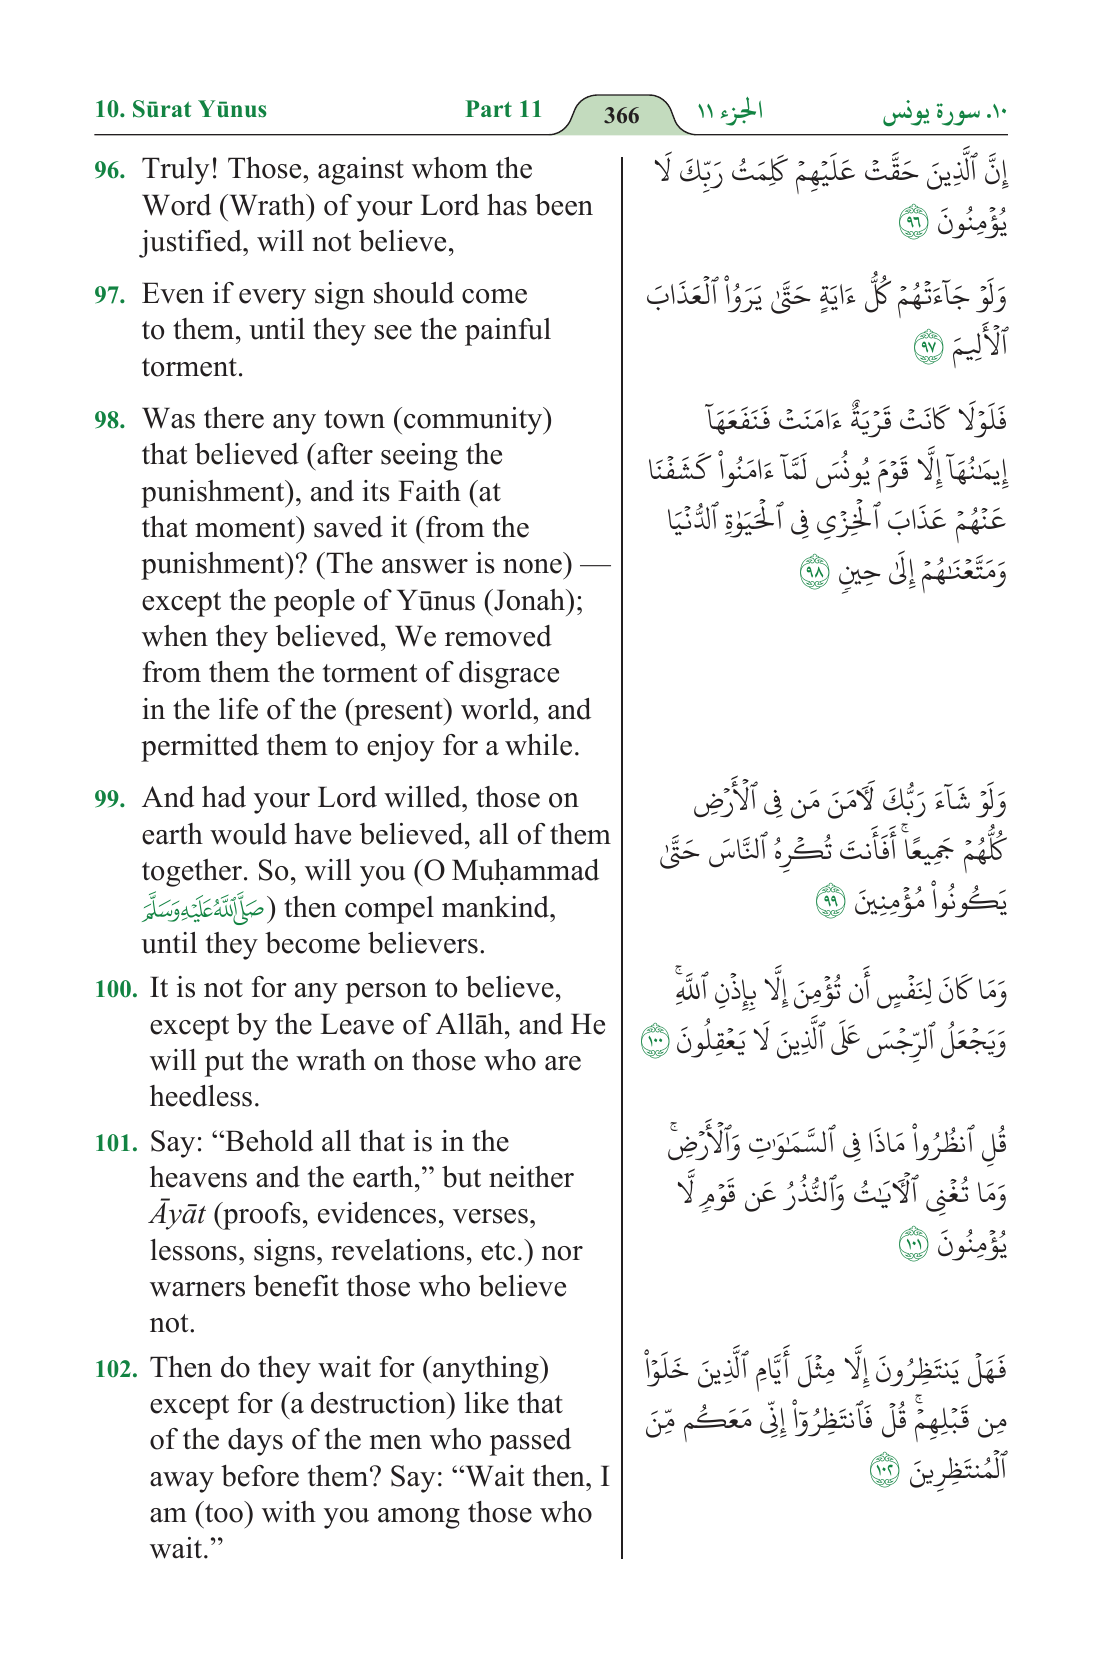 10. Sūrat Yūnus
Part 11
366
الجزء ١١
١٠. سورة يونس
96. Truly! Those, against whom the
Word (Wrath) of your Lord has been
justified, will not believe,
97. Even if every sign should come
to them, until they see the painful
torment.
98. Was there any town (community)
that believed (after seeing the
punishment), and its Faith (at
that moment) saved it (from the
punishment)? (The answer is none) —
except the people of Yūnus (Jonah);
when they believed, We removed
from them the torment of disgrace
in the life of the (present) world, and
permitted them to enjoy for a while.
99. And had your Lord willed, those on
earth would have believed, all of them
together. So, will you (O Muḥammad
صَلَّى اللَّهُ عَلَيْهِ وَسَلَّمَ) then compel mankind,
until they become believers.
100. It is not for any person to believe,
except by the Leave of Allāh, and He
will put the wrath on those who are
heedless.
101. Say: “Behold all that is in the
heavens and the earth,” but neither
Āyāt (proofs, evidences, verses,
lessons, signs, revelations, etc.) nor
warners benefit those who believe
not.
102. Then do they wait for (anything)
except for (a destruction) like that
of the days of the men who passed
away before them? Say: “Wait then, I
am (too) with you among those who
wait.”
إِنَّ ٱلَّذِينَ حَقَّتْ عَلَيْهِمْ كَلِمَتُ رَبِّكَ لَا
يُؤْمِنُونَ ٩٦
وَلَوْ جَآءَتْهُمْ كُلُّ ءَايَةٍ حَتَّىٰ يَرَوُا۟ ٱلْعَذَابَ
ٱلْأَلِيمَ ٩٧
فَلَوْلَا كَانَتْ قَرْيَةٌ ءَامَنَتْ فَنَفَعَهَآ
إِيمَـٰنُهَآ إِلَّا قَوْمَ يُونُسَ لَمَّآ ءَامَنُوا۟ كَشَفْنَا
عَنْهُمْ عَذَابَ ٱلْخِزْىِ فِى ٱلْحَيَوٰةِ ٱلدُّنْيَا
وَمَتَّعْنَـٰهُمْ إِلَىٰ حِينٍ ٩٨
وَلَوْ شَآءَ رَبُّكَ لَـَٔامَنَ مَن فِى ٱلْأَرْضِ
كُلُّهُمْ جَمِيعًا ۚ أَفَأَنتَ تُكْرِهُ ٱلنَّاسَ حَتَّىٰ
يَكُونُوا۟ مُؤْمِنِينَ ٩٩
وَمَا كَانَ لِنَفْسٍ أَن تُؤْمِنَ إِلَّا بِإِذْنِ ٱللَّهِ ۚ
وَيَجْعَلُ ٱلرِّجْسَ عَلَى ٱلَّذِينَ لَا يَعْقِلُونَ ١٠٠
قُلِ ٱنظُرُوا۟ مَاذَا فِى ٱلسَّمَـٰوَٰتِ وَٱلْأَرْضِ ۚ
وَمَا تُغْنِى ٱلْـَٔايَـٰتُ وَٱلنُّذُرُ عَن قَوْمٍ لَّا
يُؤْمِنُونَ ١٠١
فَهَلْ يَنتَظِرُونَ إِلَّا مِثْلَ أَيَّامِ ٱلَّذِينَ خَلَوْا۟
مِن قَبْلِهِمْ ۚ قُلْ فَٱنتَظِرُوٓا۟ إِنِّى مَعَكُم مِّنَ
ٱلْمُنتَظِرِينَ ١٠٢